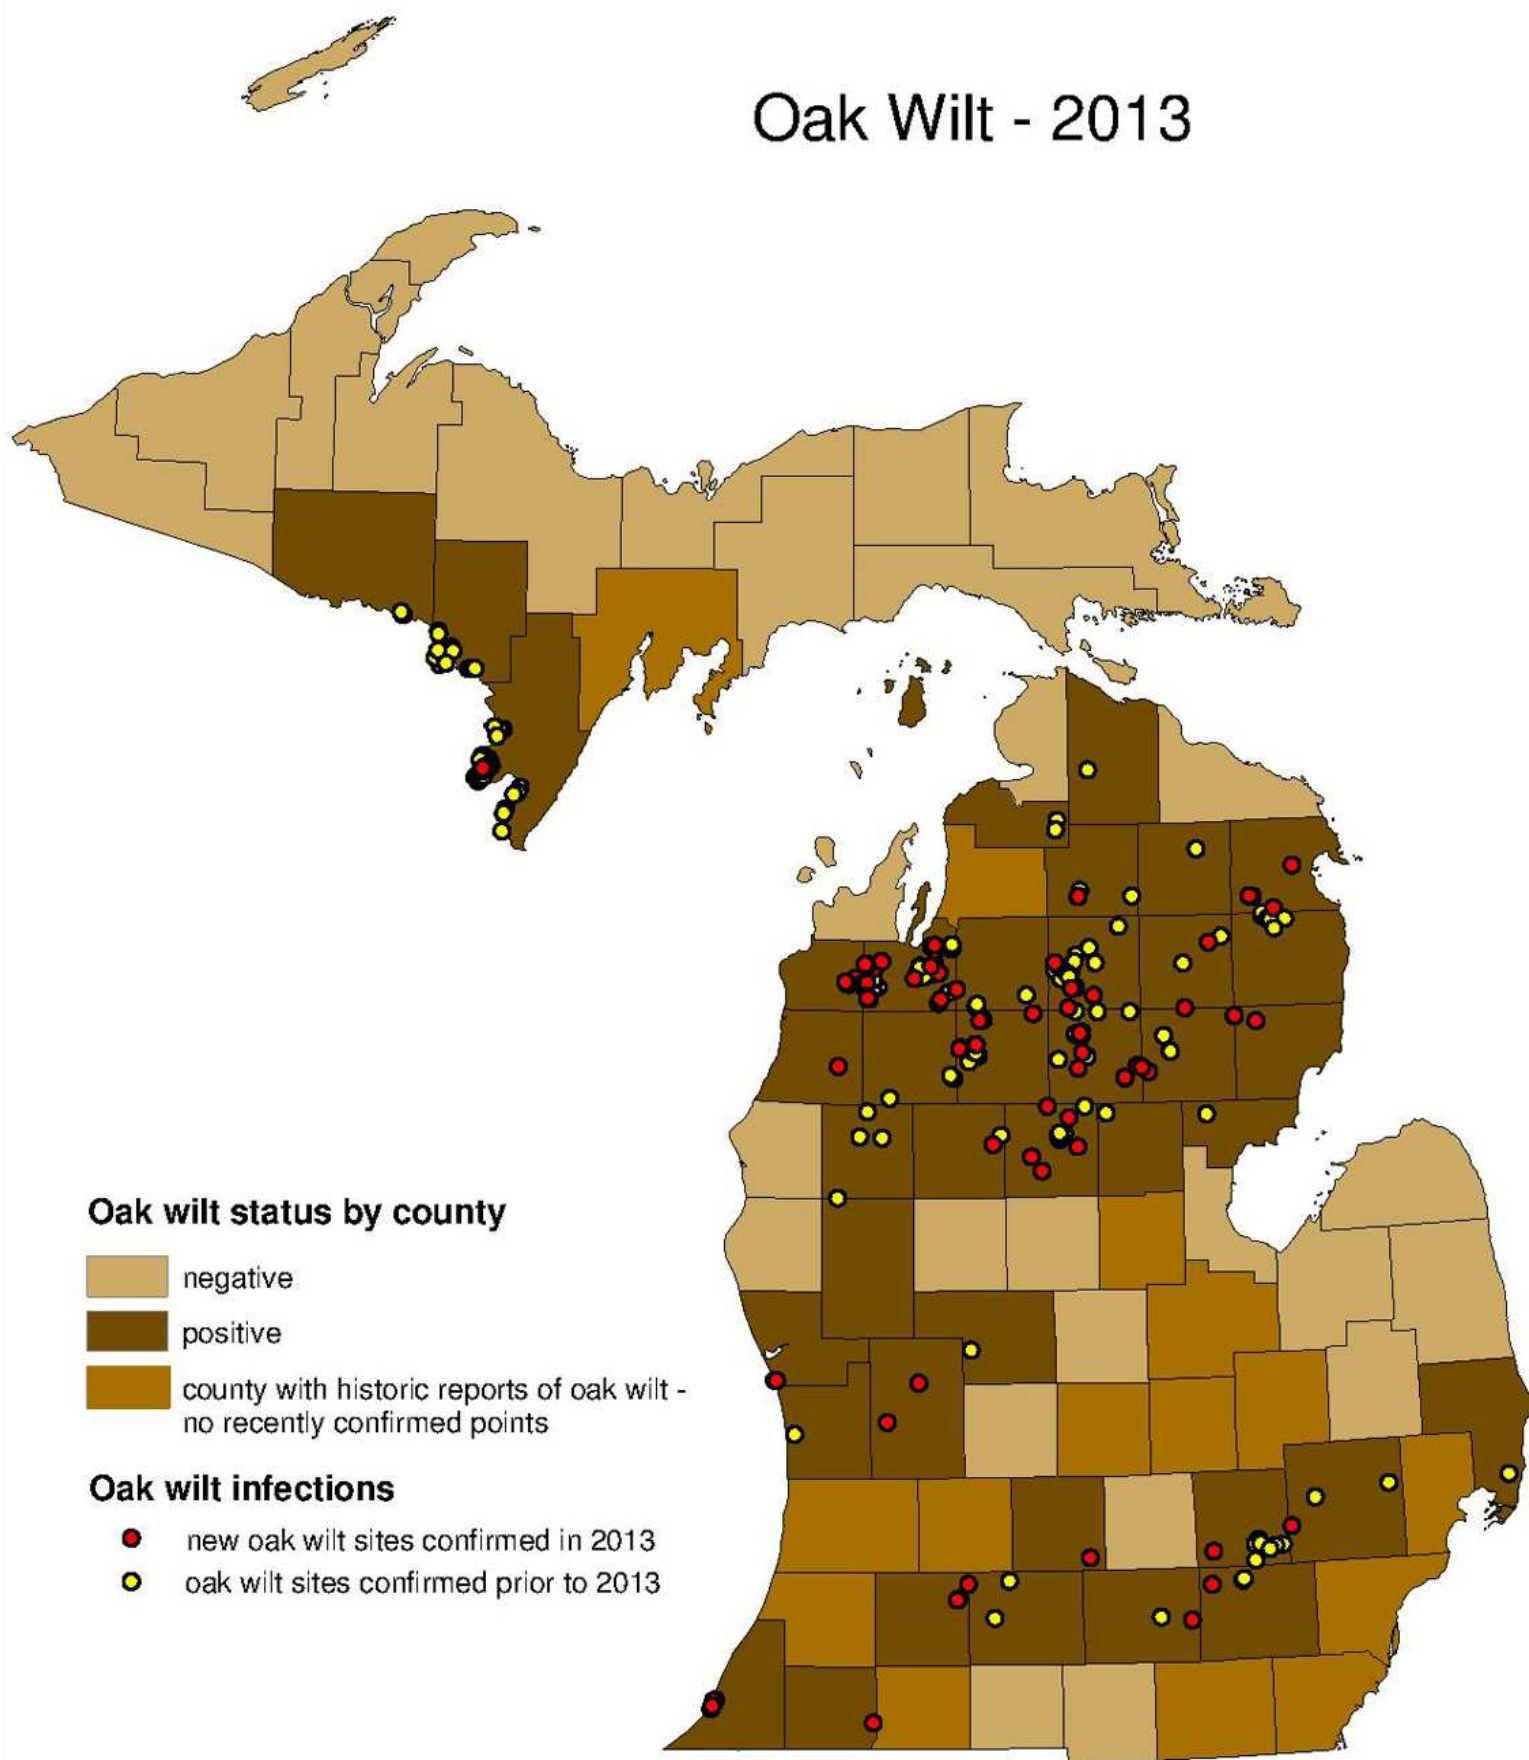 Oak Wilt - 2013
Oak wilt status by county
negative
positive
county with historic reports of oak wilt -
no recently confirmed points
Oak wilt infections
new oak wilt sites confirmed in 2013
oak wilt sites confirmed prior to 2013